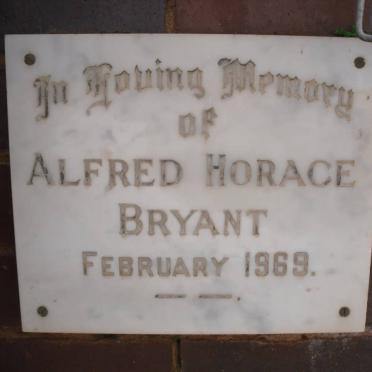 In Loving Memory
of
ALFRED HORACE
BRYANT
FEBRUARY 1969.